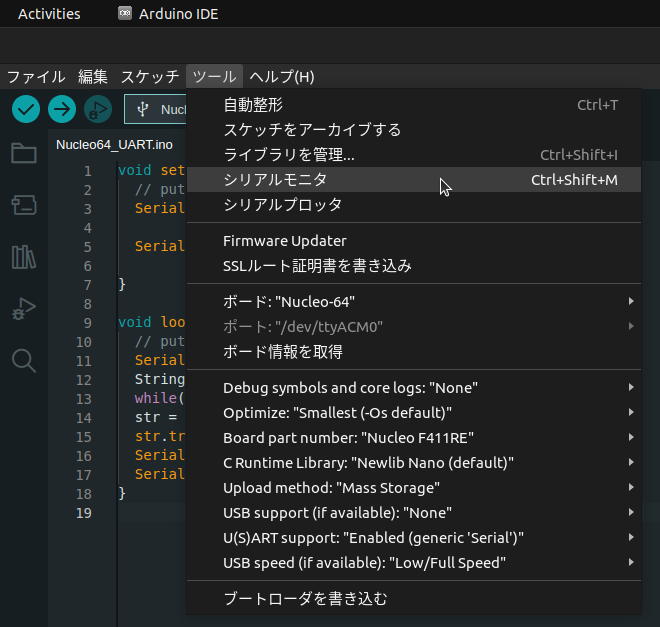 Activities Arduino IDE
ファイル 編集 スケッチ ツール ヘルプ(H)
Nucl
自動整形 Ctrl+T
スケッチをアーカイブする
ライブラリを管理... Ctrl+Shift+I
シリアルモニタ Ctrl+Shift+M
シリアルプロッタ
Firmware Updater
SSLルート証明書を書き込み
ボード: "Nucleo-64"
ポート: "/dev/ttyACM0"
ボード情報を取得
Debug symbols and core logs: "None"
Optimize: "Smallest (-Os default)"
Board part number: "Nucleo F411RE"
C Runtime Library: "Newlib Nano (default)"
Upload method: "Mass Storage"
USB support (if available): "None"
U(S)ART support: "Enabled (generic 'Serial')"
USB speed (if available): "Low/Full Speed"
ブートローダを書き込む
Nucleo64_UART.ino
1 void set
2 // put
3 Serial
4
5 Serial
6
7 }
8
9 void loo
10 // put
11 Serial
12 String
13 while(
14 str =
15 str.tr
16 Serial
17 Serial
18 }
19